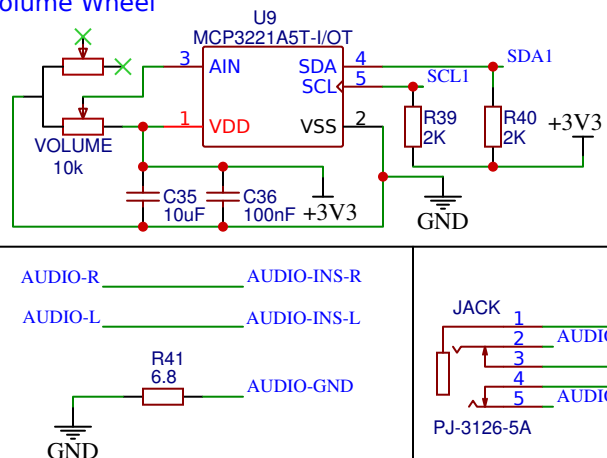 olume Wheel
U9
MCP3221A5T-I/OT
3 AIN SDA 4 SDA1
SCL 5 SCL1
1 VDD VSS 2
VOLUME
10k
R39
2K
R40
2K
+3V3
C35
10uF
C36
100nF
+3V3
GND
AUDIO-R AUDIO-INS-R
AUDIO-L AUDIO-INS-L
R41
6.8
AUDIO-GND
GND
JACK
1
2 AUDIO
3
4
5 AUDIO
PJ-3126-5A